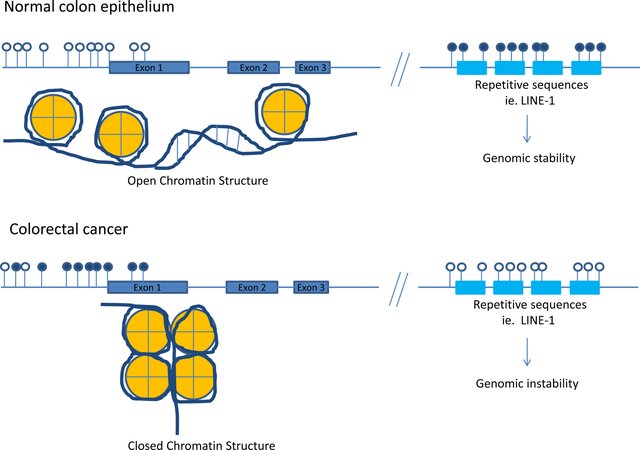 Normal colon epithelium
Exon 1
Exon 2
Exon 3
Repetitive sequences
ie. LINE-1
Genomic stability
Open Chromatin Structure
Colorectal cancer
Exon 1
Exon 2
Exon 3
Repetitive sequences
ie. LINE-1
Genomic instability
Closed Chromatin Structure